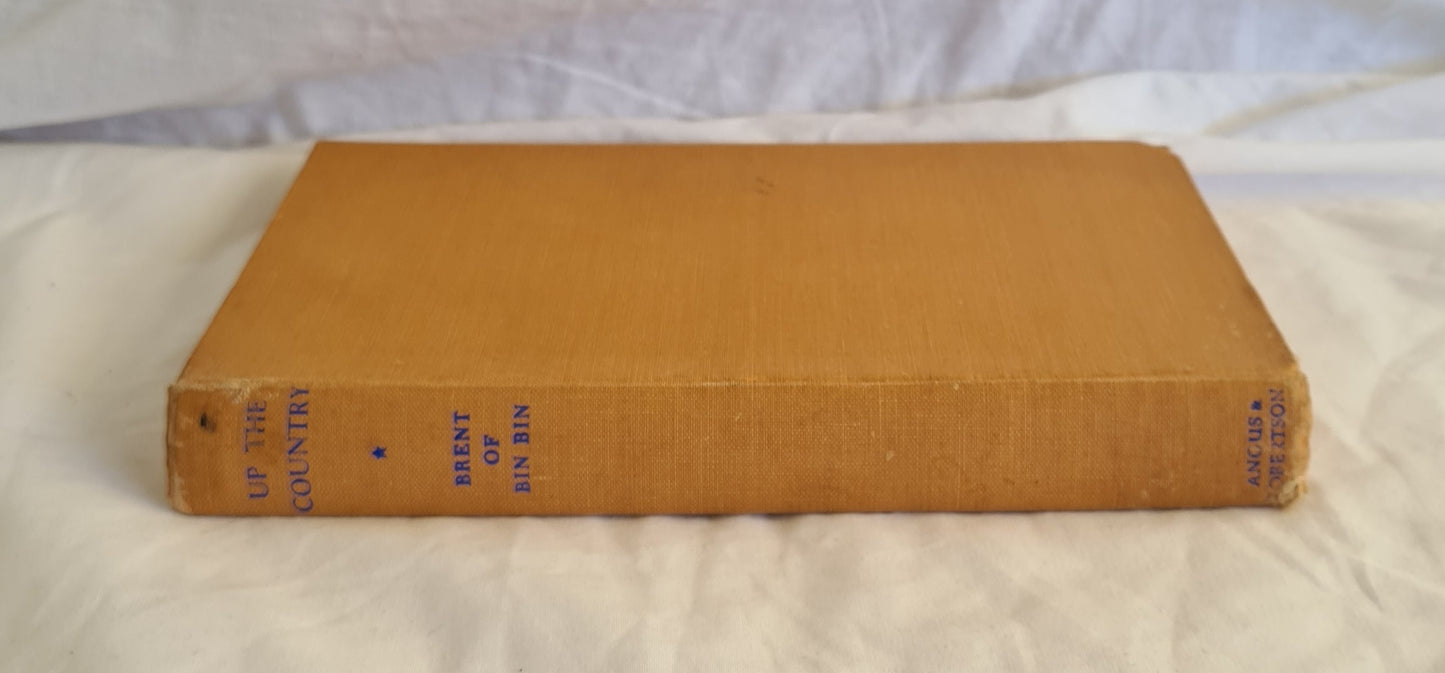 UP THE
COUNTRY
★
BRENT
OF
BIN BIN
ANGUS &
ROBERTSON